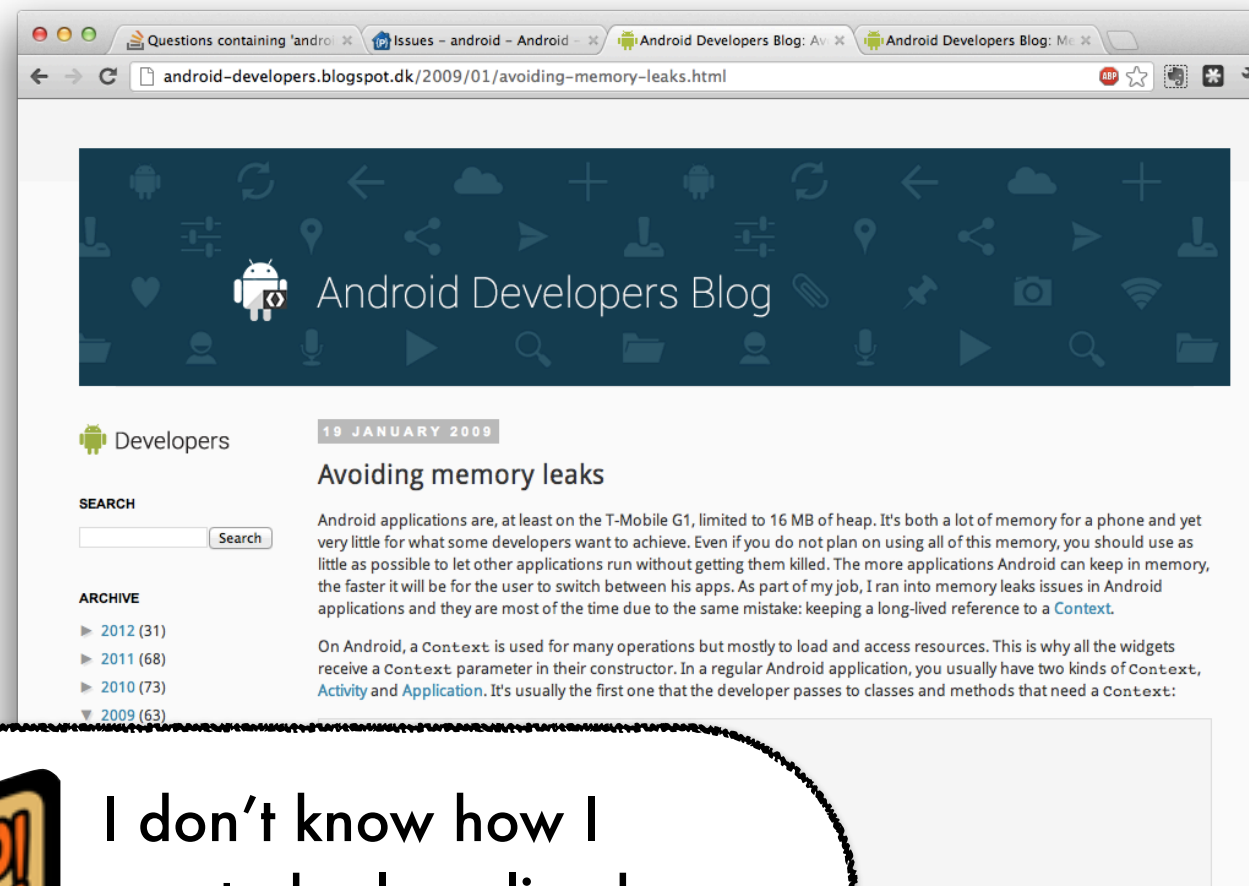 Questions containing 'androi
Issues – android – Android –
Android Developers Blog: Av
Android Developers Blog: Me
android-developers.blogspot.dk/2009/01/avoiding-memory-leaks.html
ABP
Android Developers Blog
Developers
19 JANUARY 2009
Avoiding memory leaks
SEARCH
Search
Android applications are, at least on the T-Mobile G1, limited to 16 MB of heap. It's both a lot of memory for a phone and yet
very little for what some developers want to achieve. Even if you do not plan on using all of this memory, you should use as
little as possible to let other applications run without getting them killed. The more applications Android can keep in memory,
the faster it will be for the user to switch between his apps. As part of my job, I ran into memory leaks issues in Android
applications and they are most of the time due to the same mistake: keeping a long-lived reference to a Context.
On Android, a Context is used for many operations but mostly to load and access resources. This is why all the widgets
receive a Context parameter in their constructor. In a regular Android application, you usually have two kinds of Context,
Activity and Application. It's usually the first one that the developer passes to classes and methods that need a Context:
ARCHIVE
2012 (31)
2011 (68)
2010 (73)
2009 (63)
I don't know how I